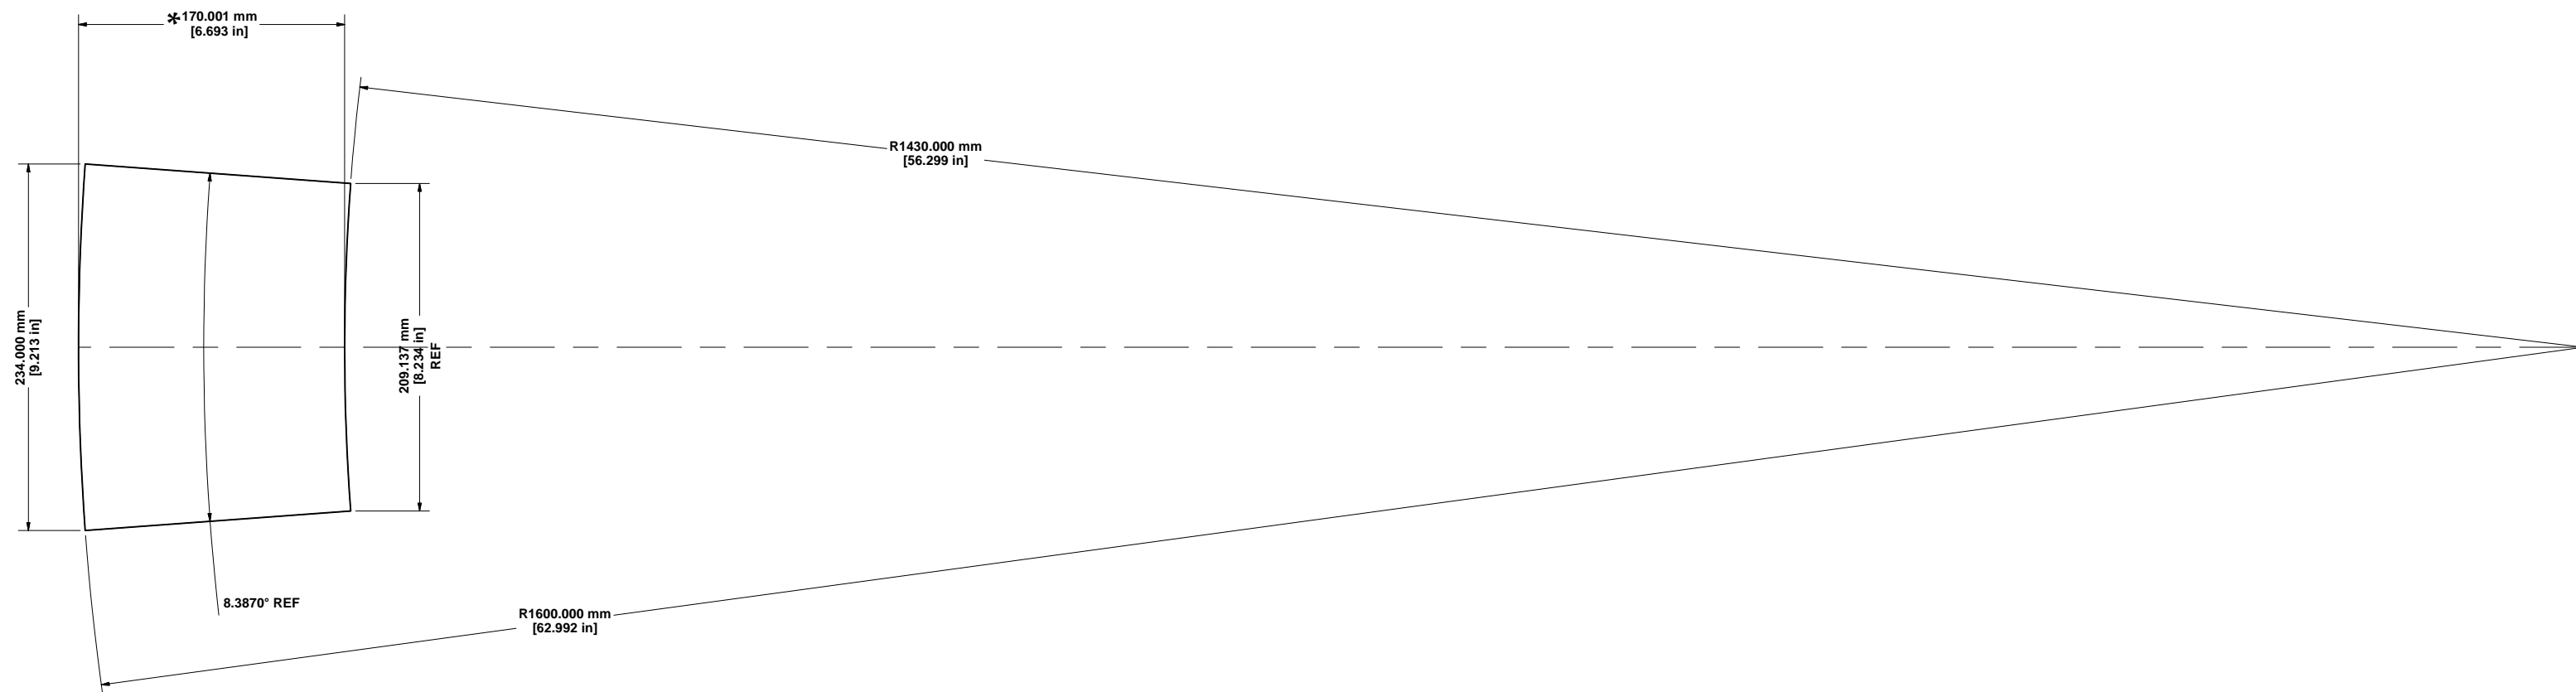 *170.001 mm
[6.693 in]
R1430.000 mm
[56.299 in]
234.000 mm
[9.213 in]
209.137 mm
[8.234 in]
REF
8.3870° REF
R1600.000 mm
[62.992 in]